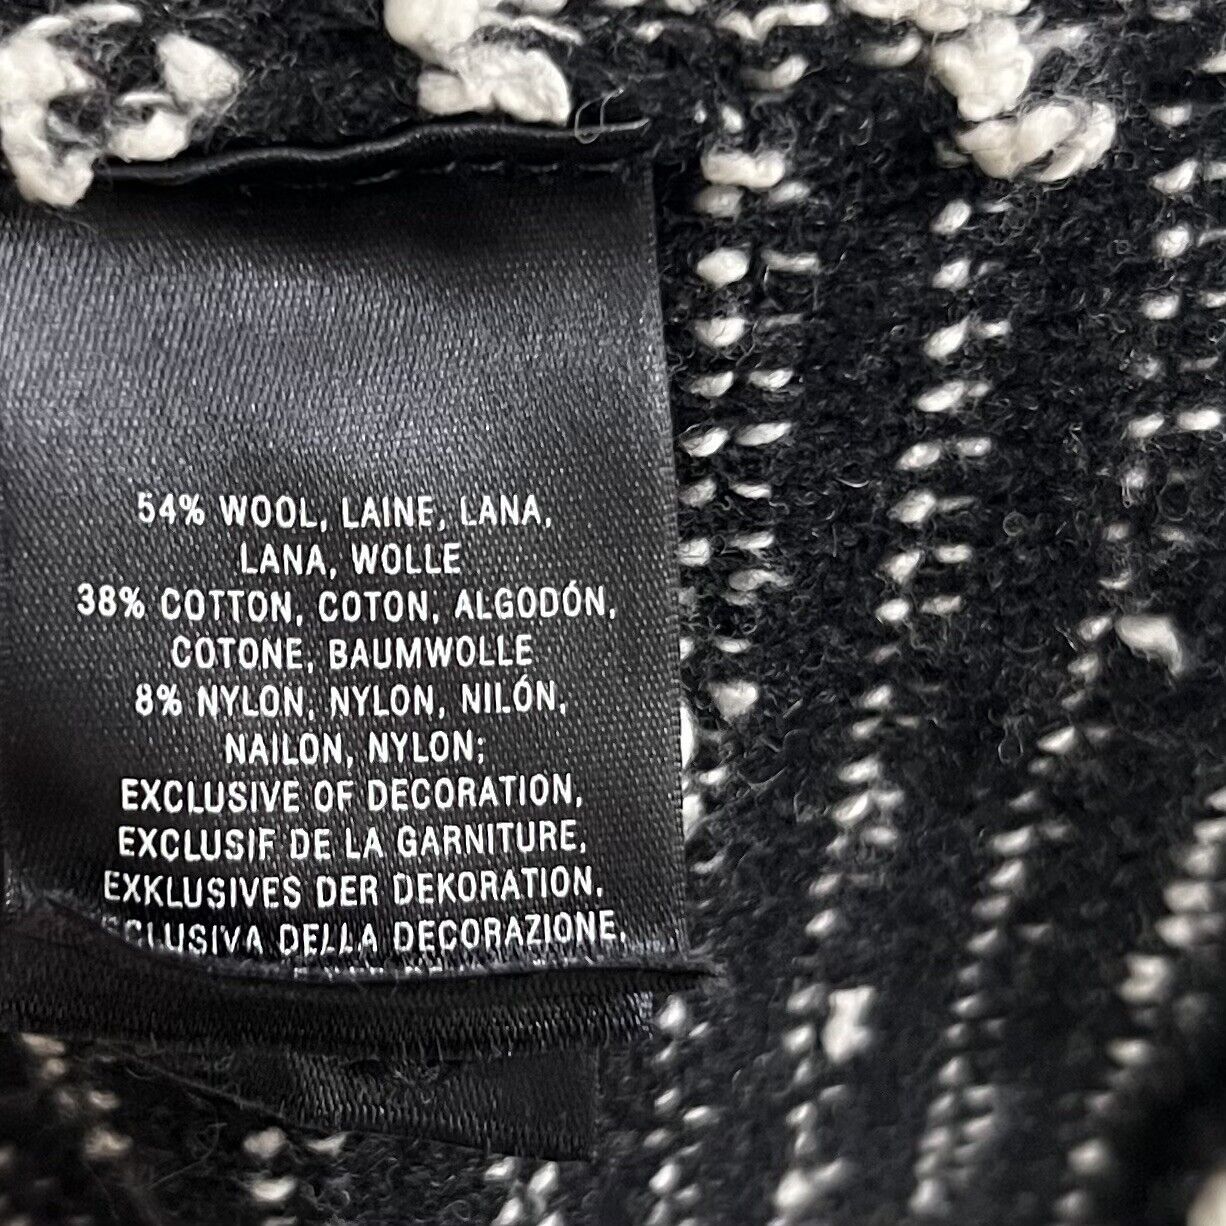 54% WOOL, LAINE, LANA,
LANA, WOLLE
38% COTTON, COTON, ALGODÓN,
COTONE, BAUMWOLLE
8% NYLON, NYLON, NILÓN,
NAILON, NYLON;
EXCLUSIVE OF DECORATION,
EXCLUSIF DE LA GARNITURE,
EXKLUSIVES DER DEKORATION,
DELLA DECORAZIONE,